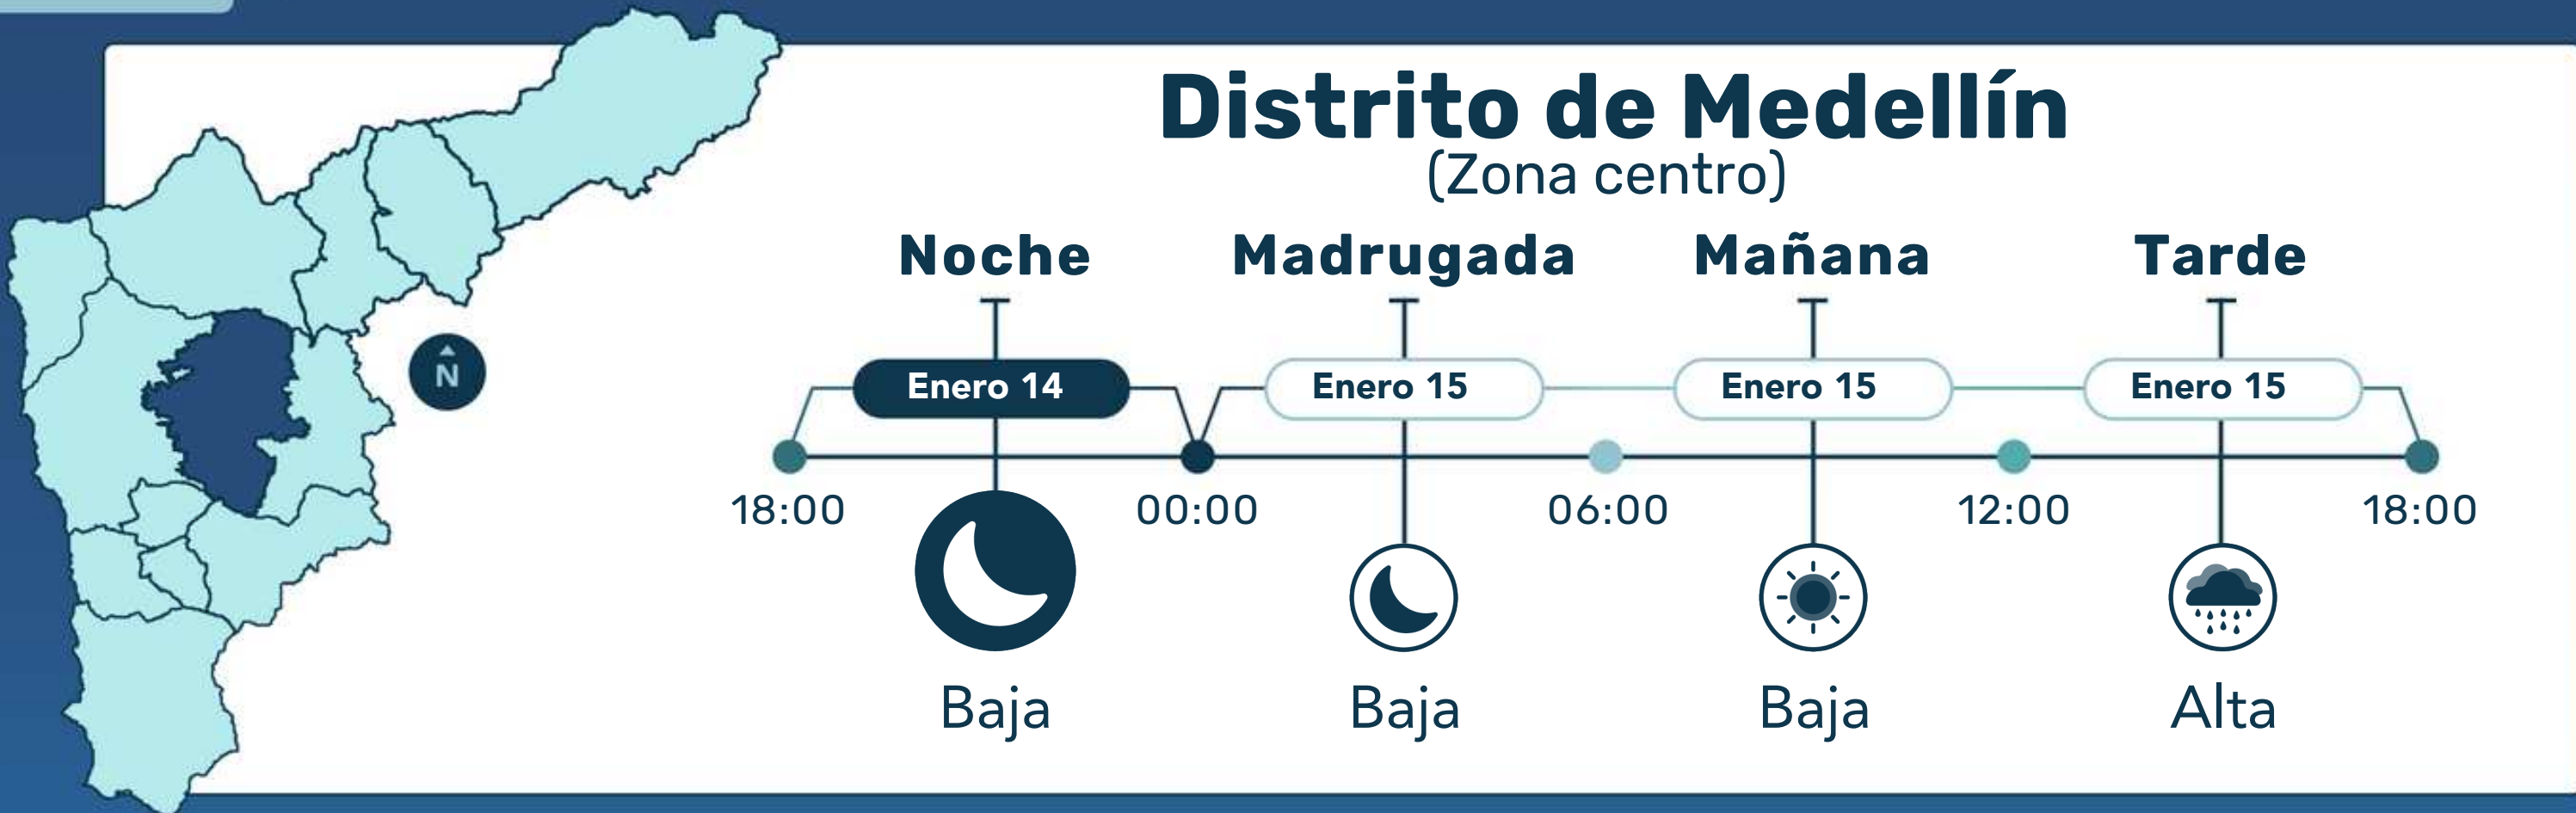 Distrito de Medellín
(Zona centro)
Noche Madrugada Mañana Tarde
Enero 14 Enero 15 Enero 15 Enero 15
N
18:00 00:00 06:00 12:00 18:00
Baja Baja Baja Alta